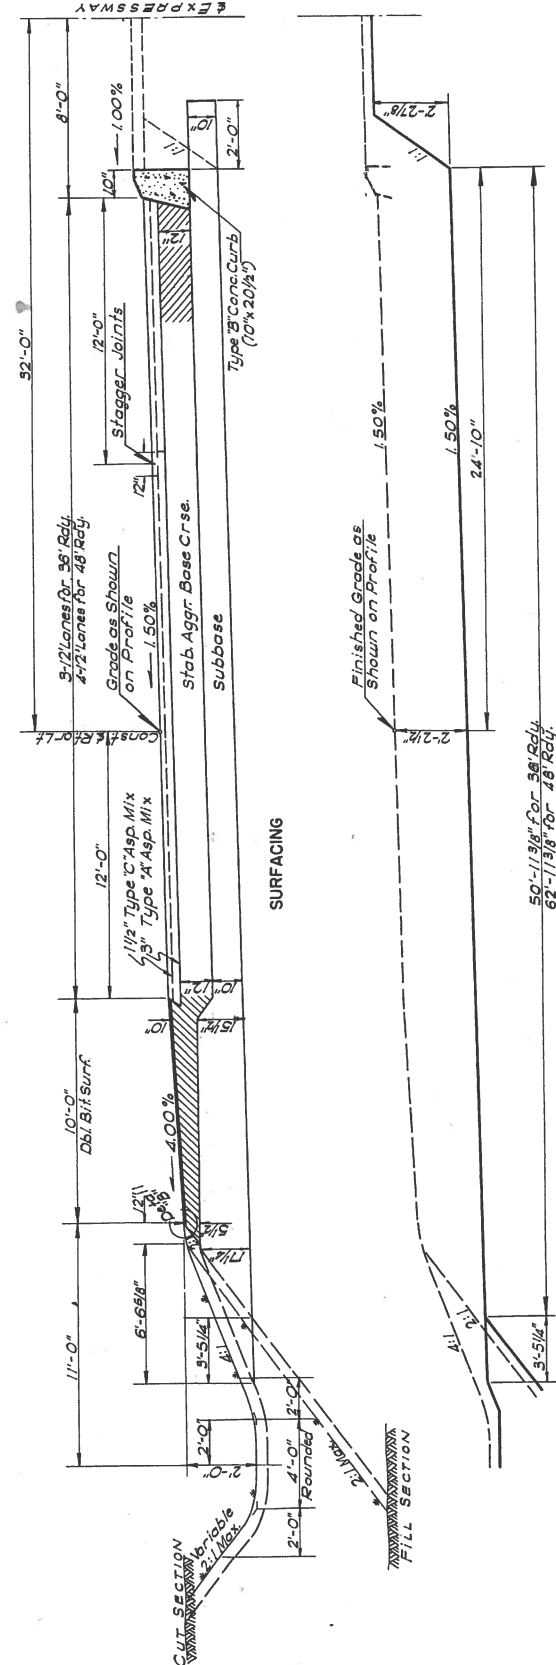 ℄ EXPRESSWAY
32'-0"
8'-0"
1.00%
3-12' Lanes for 36' Rdy.
4-12' Lanes for 48' Rdy.
10'-0"
Dbl. Bit. Surf.
11'-0"
12'-0"
12'-0"
Grade as Shown
on Profile
Stagger Joints
12"
10"
1:1
10"
2'-0"
12"
Type "B" Conc. Curb
(10"x20½")
1.50%
Const. ℄ Rt. or Lt.
1½" Type "C" Asp. Mix
3" Type "A" Asp. Mix
Stab. Aggr. Base Crse.
Subbase
12"
10"
10"
15½"
4.00%
12"
5½"
17¼"
6'-6⅝"
3'-5¼"
4:1
2'-0"
2'-0"
2'-0"
4'-0"
Rounded
2'-0"
CUT SECTION
*Variable
2:1 Max.
2:1 Max.
FILL SECTION
SURFACING
2'-2⅞"
1:1
Finished Grade as
Shown on Profile
1.50%
1.50%
24'-10"
2'-2½"
4:1
2:1
3'-5¼"
50'-11⅜" for 36' Rdy.
62'-11⅜" for 48' Rdy.